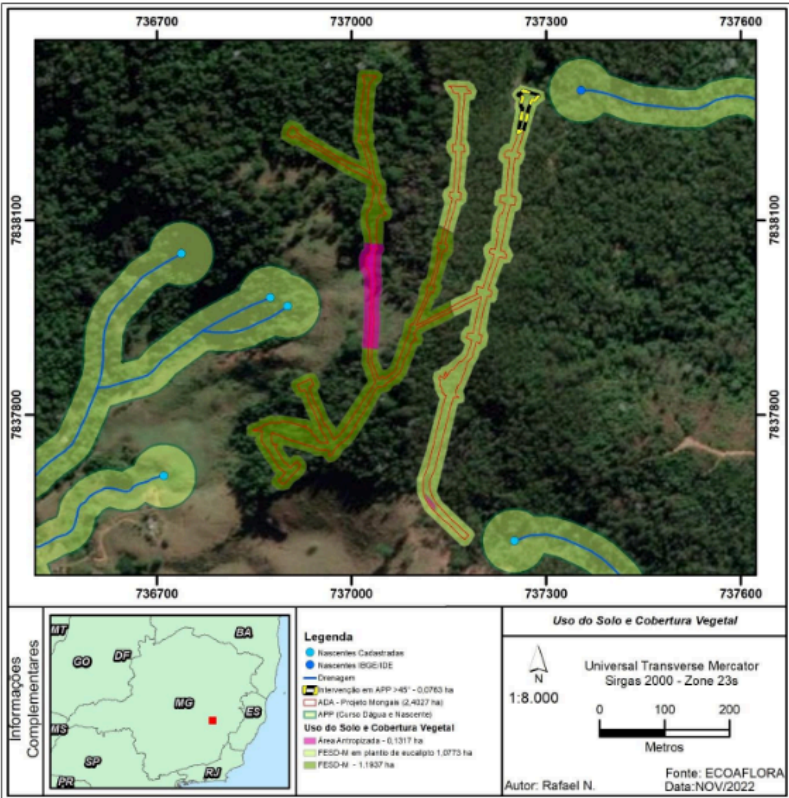 736700
737000
737300
737600
7838100
7838100
7837800
7837800
736700
737000
737300
737600
Informações
Complementares
MT
BA
GO
DF
MG
ES
MS
SP
RJ
PR
Legenda
Nascentes Cadastradas
Nascentes IBGE/IDE
Drenagem
Intervenção em APP >45° - 0,0763 ha
ADA - Projeto Mongais (2,4027 ha)
APP (Curso Dágua e Nascente)
Uso do Solo e Cobertura Vegetal
Área Antropizada - 0,1317 ha
FESD-M em plantio de eucalipto 1,0773 ha
FESD-M - 1,1937 ha
Uso do Solo e Cobertura Vegetal
N
1:8.000
Universal Transverse Mercator
Sirgas 2000 - Zone 23s
0 100 200
Metros
Autor: Rafael N.
Fonte: ECOAFLORA
Data:NOV/2022